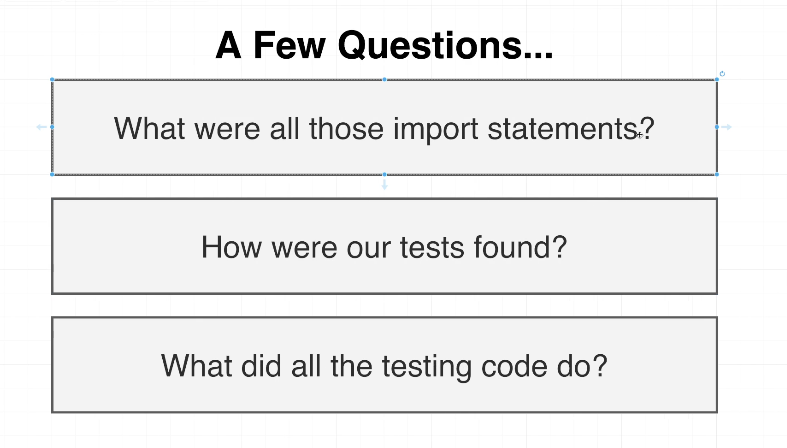 A Few Questions...
What were all those import statements?
How were our tests found?
What did all the testing code do?